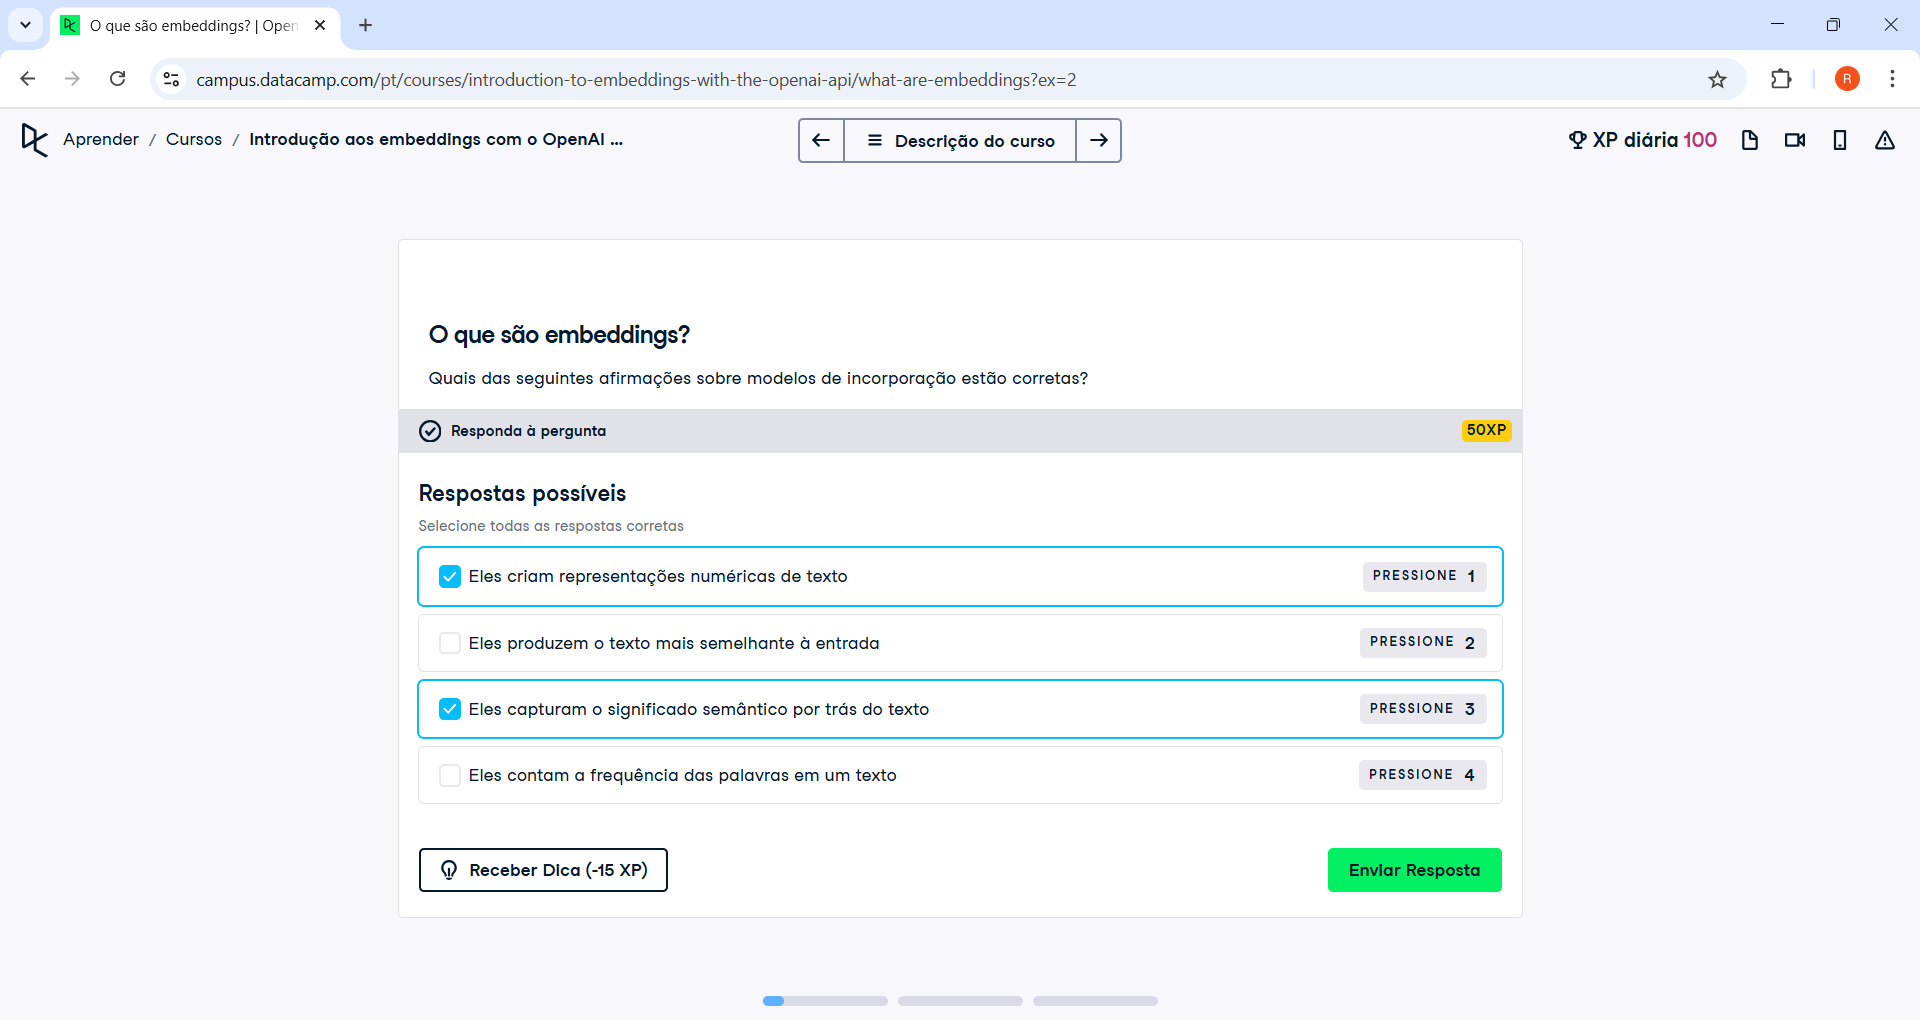 O que são embeddings? | Open
campus.datacamp.com/pt/courses/introduction-to-embeddings-with-the-openai-api/what-are-embeddings?ex=2
R
Aprender / Cursos / Introdução aos embeddings com o OpenAI ...
Descrição do curso
XP diária 100
O que são embeddings?
Quais das seguintes afirmações sobre modelos de incorporação estão corretas?
Responda à pergunta
50XP
Respostas possíveis
Selecione todas as respostas corretas
Eles criam representações numéricas de texto
PRESSIONE 1
Eles produzem o texto mais semelhante à entrada
PRESSIONE 2
Eles capturam o significado semântico por trás do texto
PRESSIONE 3
Eles contam a frequência das palavras em um texto
PRESSIONE 4
Receber Dica (-15 XP)
Enviar Resposta